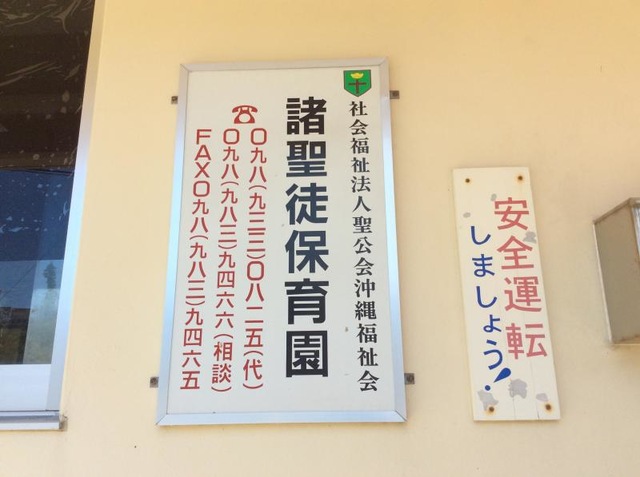 社会福祉法人聖公会沖縄福祉会
諸聖徒保育園
☎〇九八(九三二)〇八二五(代)
〇九八(九八三)九四六六(相談)
FAX〇九八(九八三)九四六五
安全運転
しましょう!